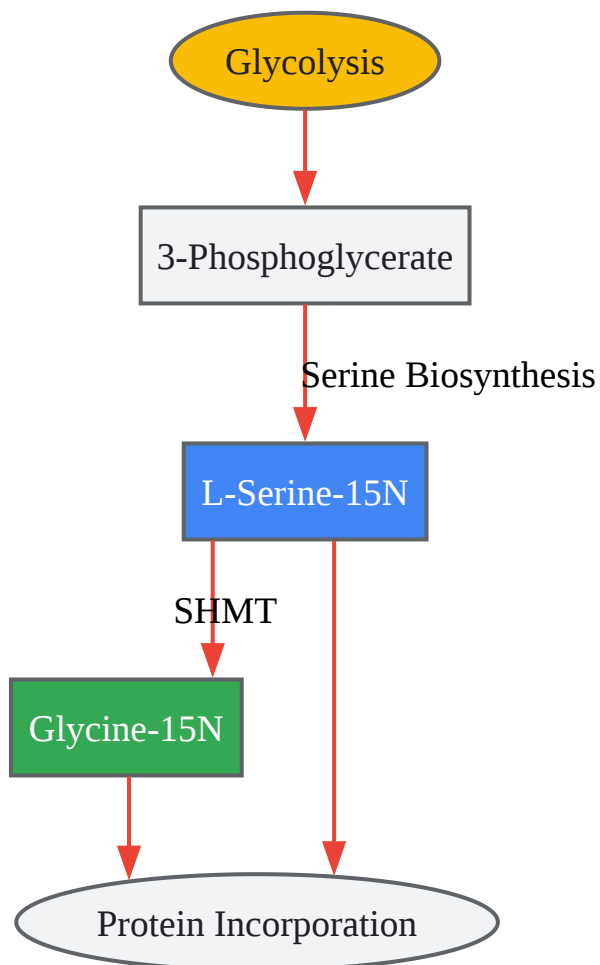 Glycolysis
3-Phosphoglycerate
Serine Biosynthesis
L-Serine-15N
SHMT
Glycine-15N
Protein Incorporation